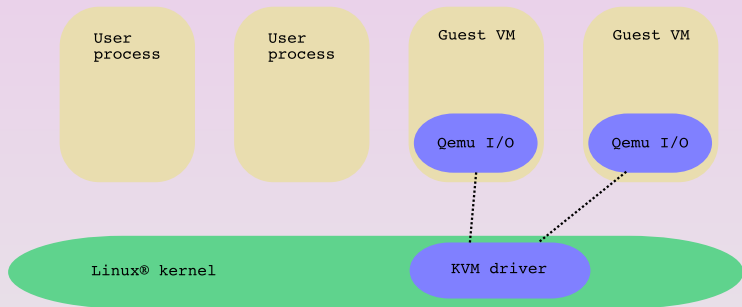 User
process
User
process
Guest VM
Guest VM
Qemu I/O
Qemu I/O
Linux® kernel
KVM driver